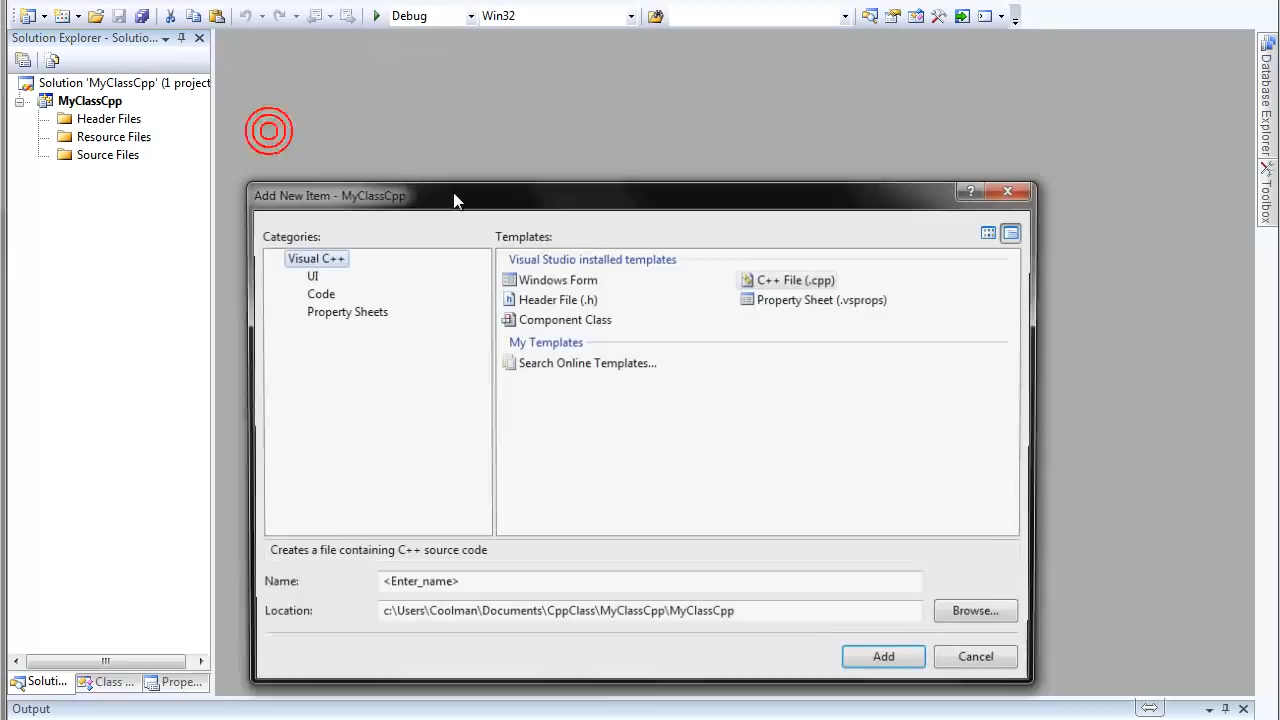 Debug
Win32
Solution Explorer - Solutio...
Solution 'MyClassCpp' (1 project
MyClassCpp
Header Files
Resource Files
Source Files
Add New Item - MyClassCpp
?
Categories:
Templates:
Visual C++
UI
Code
Property Sheets
Visual Studio installed templates
Windows Form
C++ File (.cpp)
Header File (.h)
Property Sheet (.vsprops)
Component Class
My Templates
Search Online Templates...
Creates a file containing C++ source code
Name:
<Enter_name>
Location:
c:\Users\Coolman\Documents\CppClass\MyClassCpp\MyClassCpp
Browse...
Add
Cancel
Soluti...
Class ...
Prope...
Output
Database Explorer
Toolbox